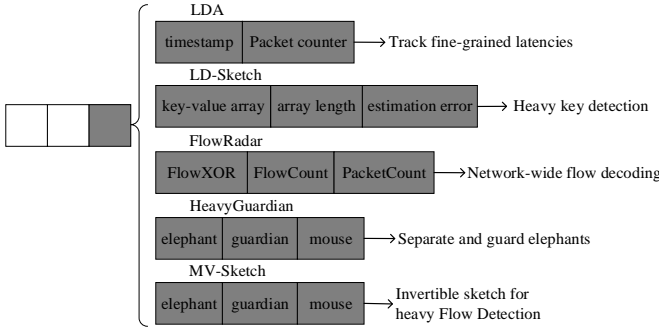 LDA
timestamp Packet counter Track fine-grained latencies
LD-Sketch
key-value array array length estimation error Heavy key detection
FlowRadar
FlowXOR FlowCount PacketCount Network-wide flow decoding
HeavyGuardian
elephant guardian mouse Separate and guard elephants
MV-Sketch
elephant guardian mouse Invertible sketch for
heavy Flow Detection